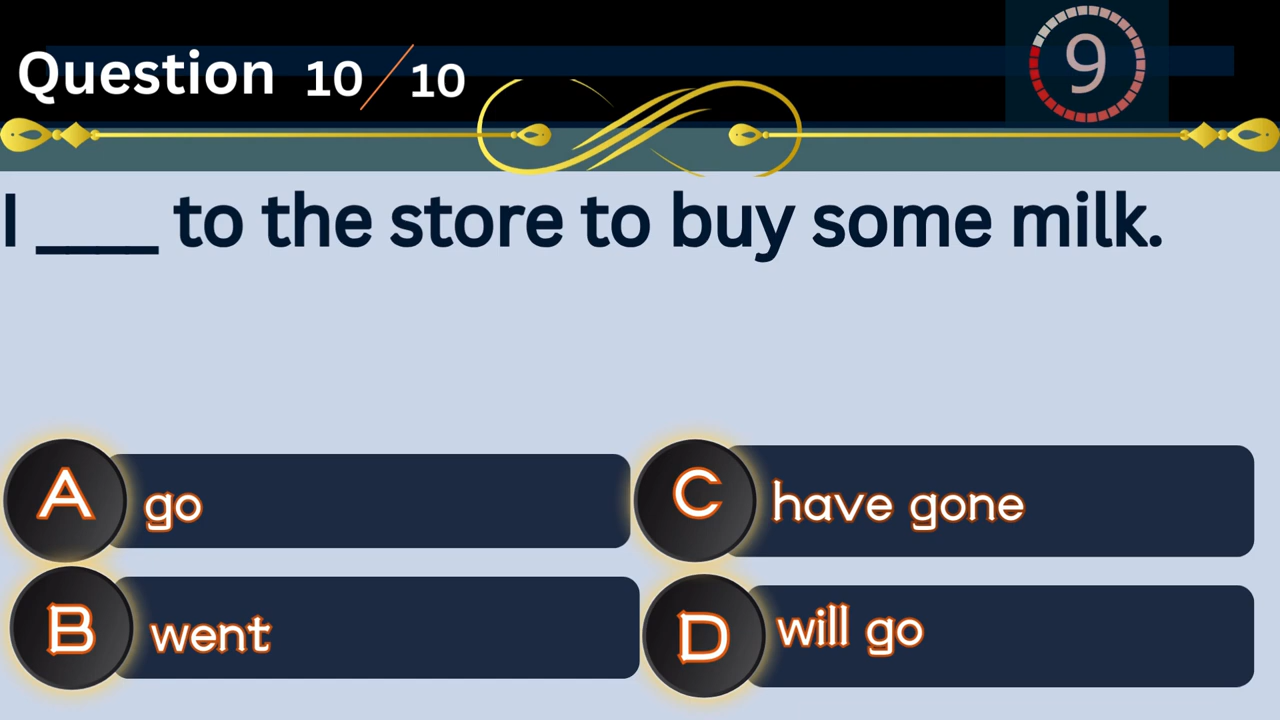 Question 10/10
9
I ____ to the store to buy some milk.
A go
C have gone
B went
D will go